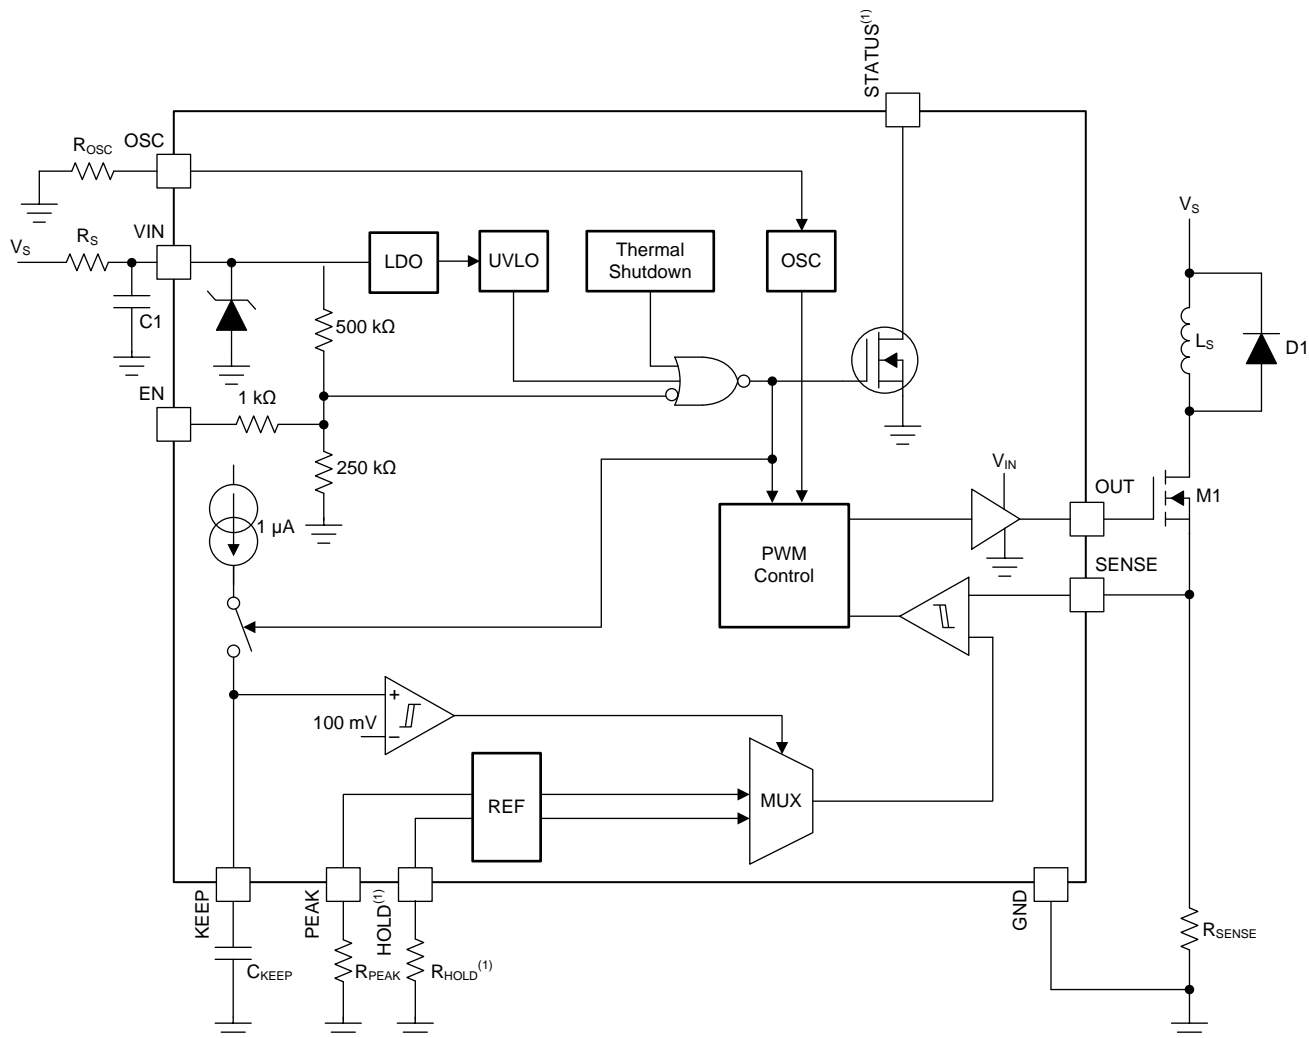 STATUS(1)
OSC
ROSC
VIN
VS
RS
C1
LDO
UVLO
Thermal
Shutdown
OSC
500 kΩ
EN
1 kΩ
250 kΩ
1 µA
VS
LS
D1
VIN
OUT
M1
PWM
Control
SENSE
100 mV
+
−
REF
MUX
KEEP
PEAK
HOLD(1)
GND
CKEEP
RPEAK
RHOLD(1)
RSENSE